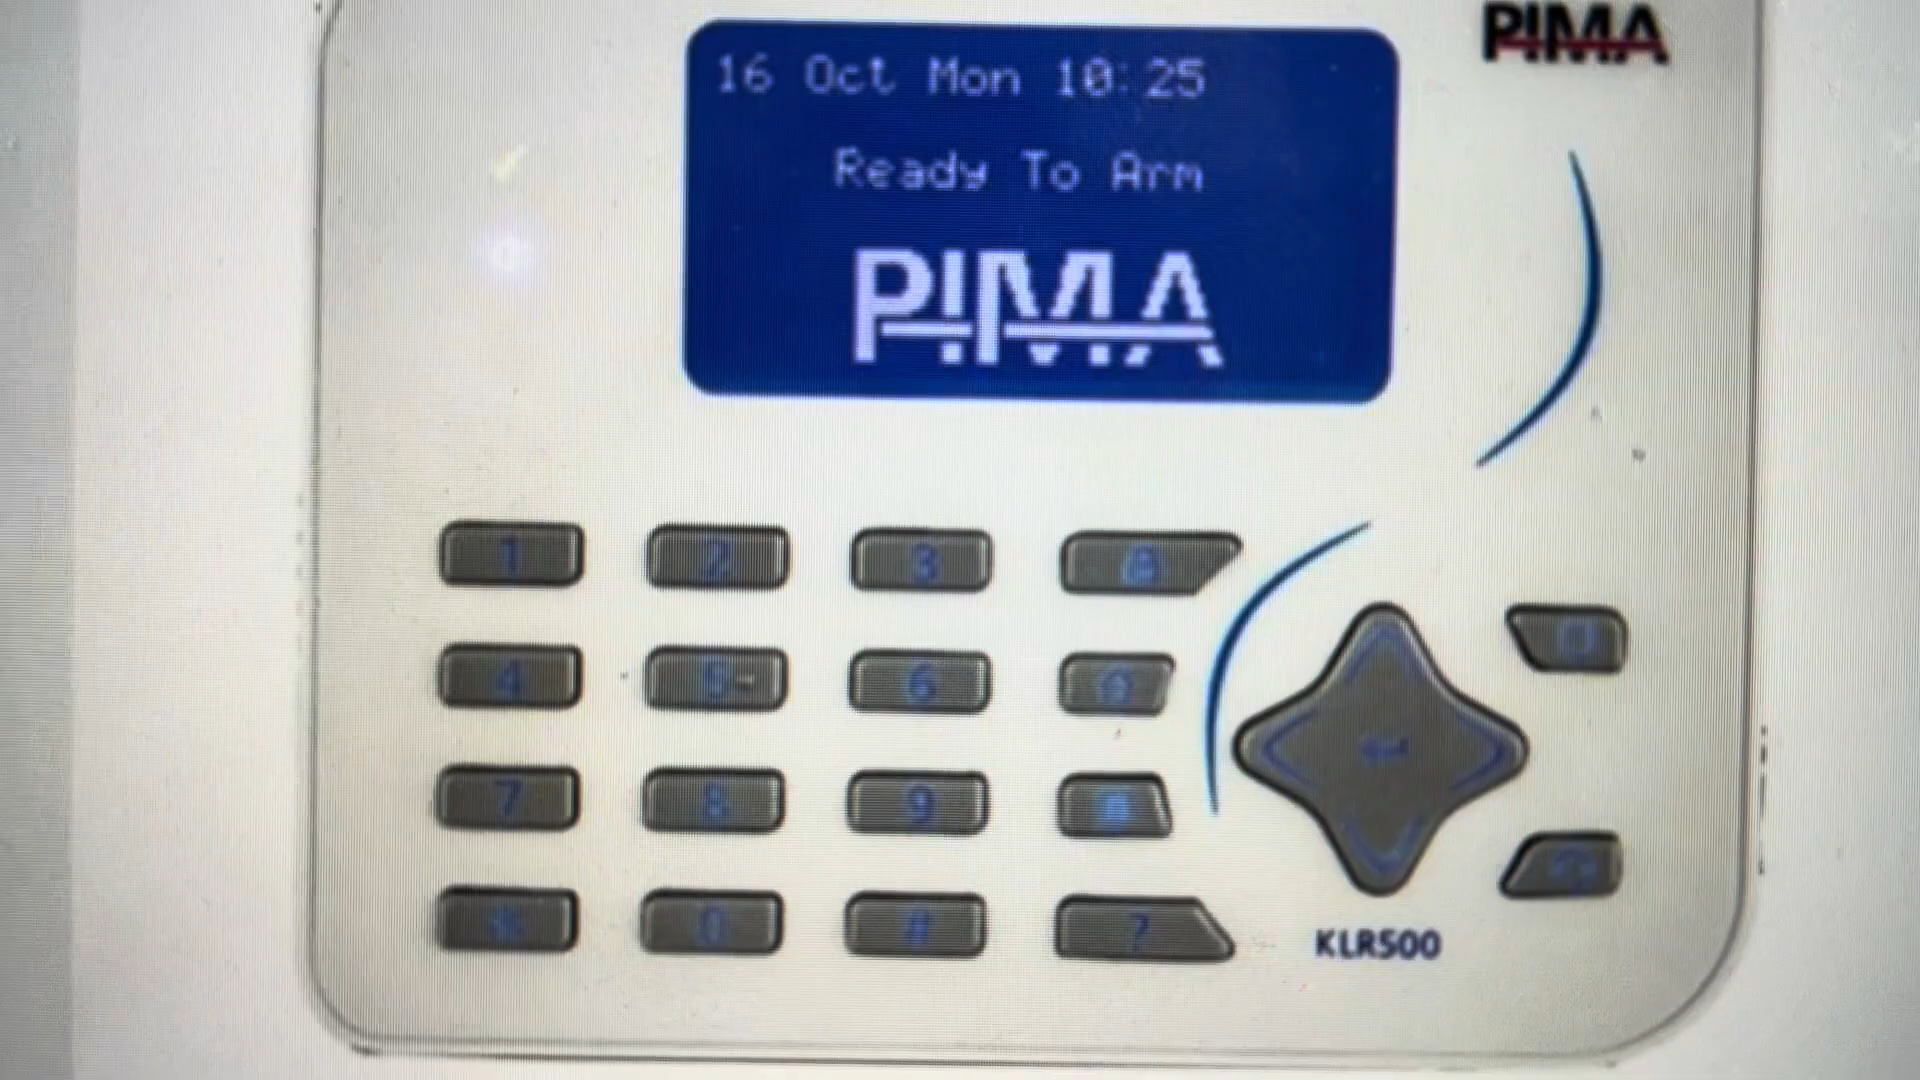 PIMA
16 Oct Mon 10:25
Ready To Arm
PIMA
1 2 3
4 5 6
7 8 9
* 0 # ?
KLR500